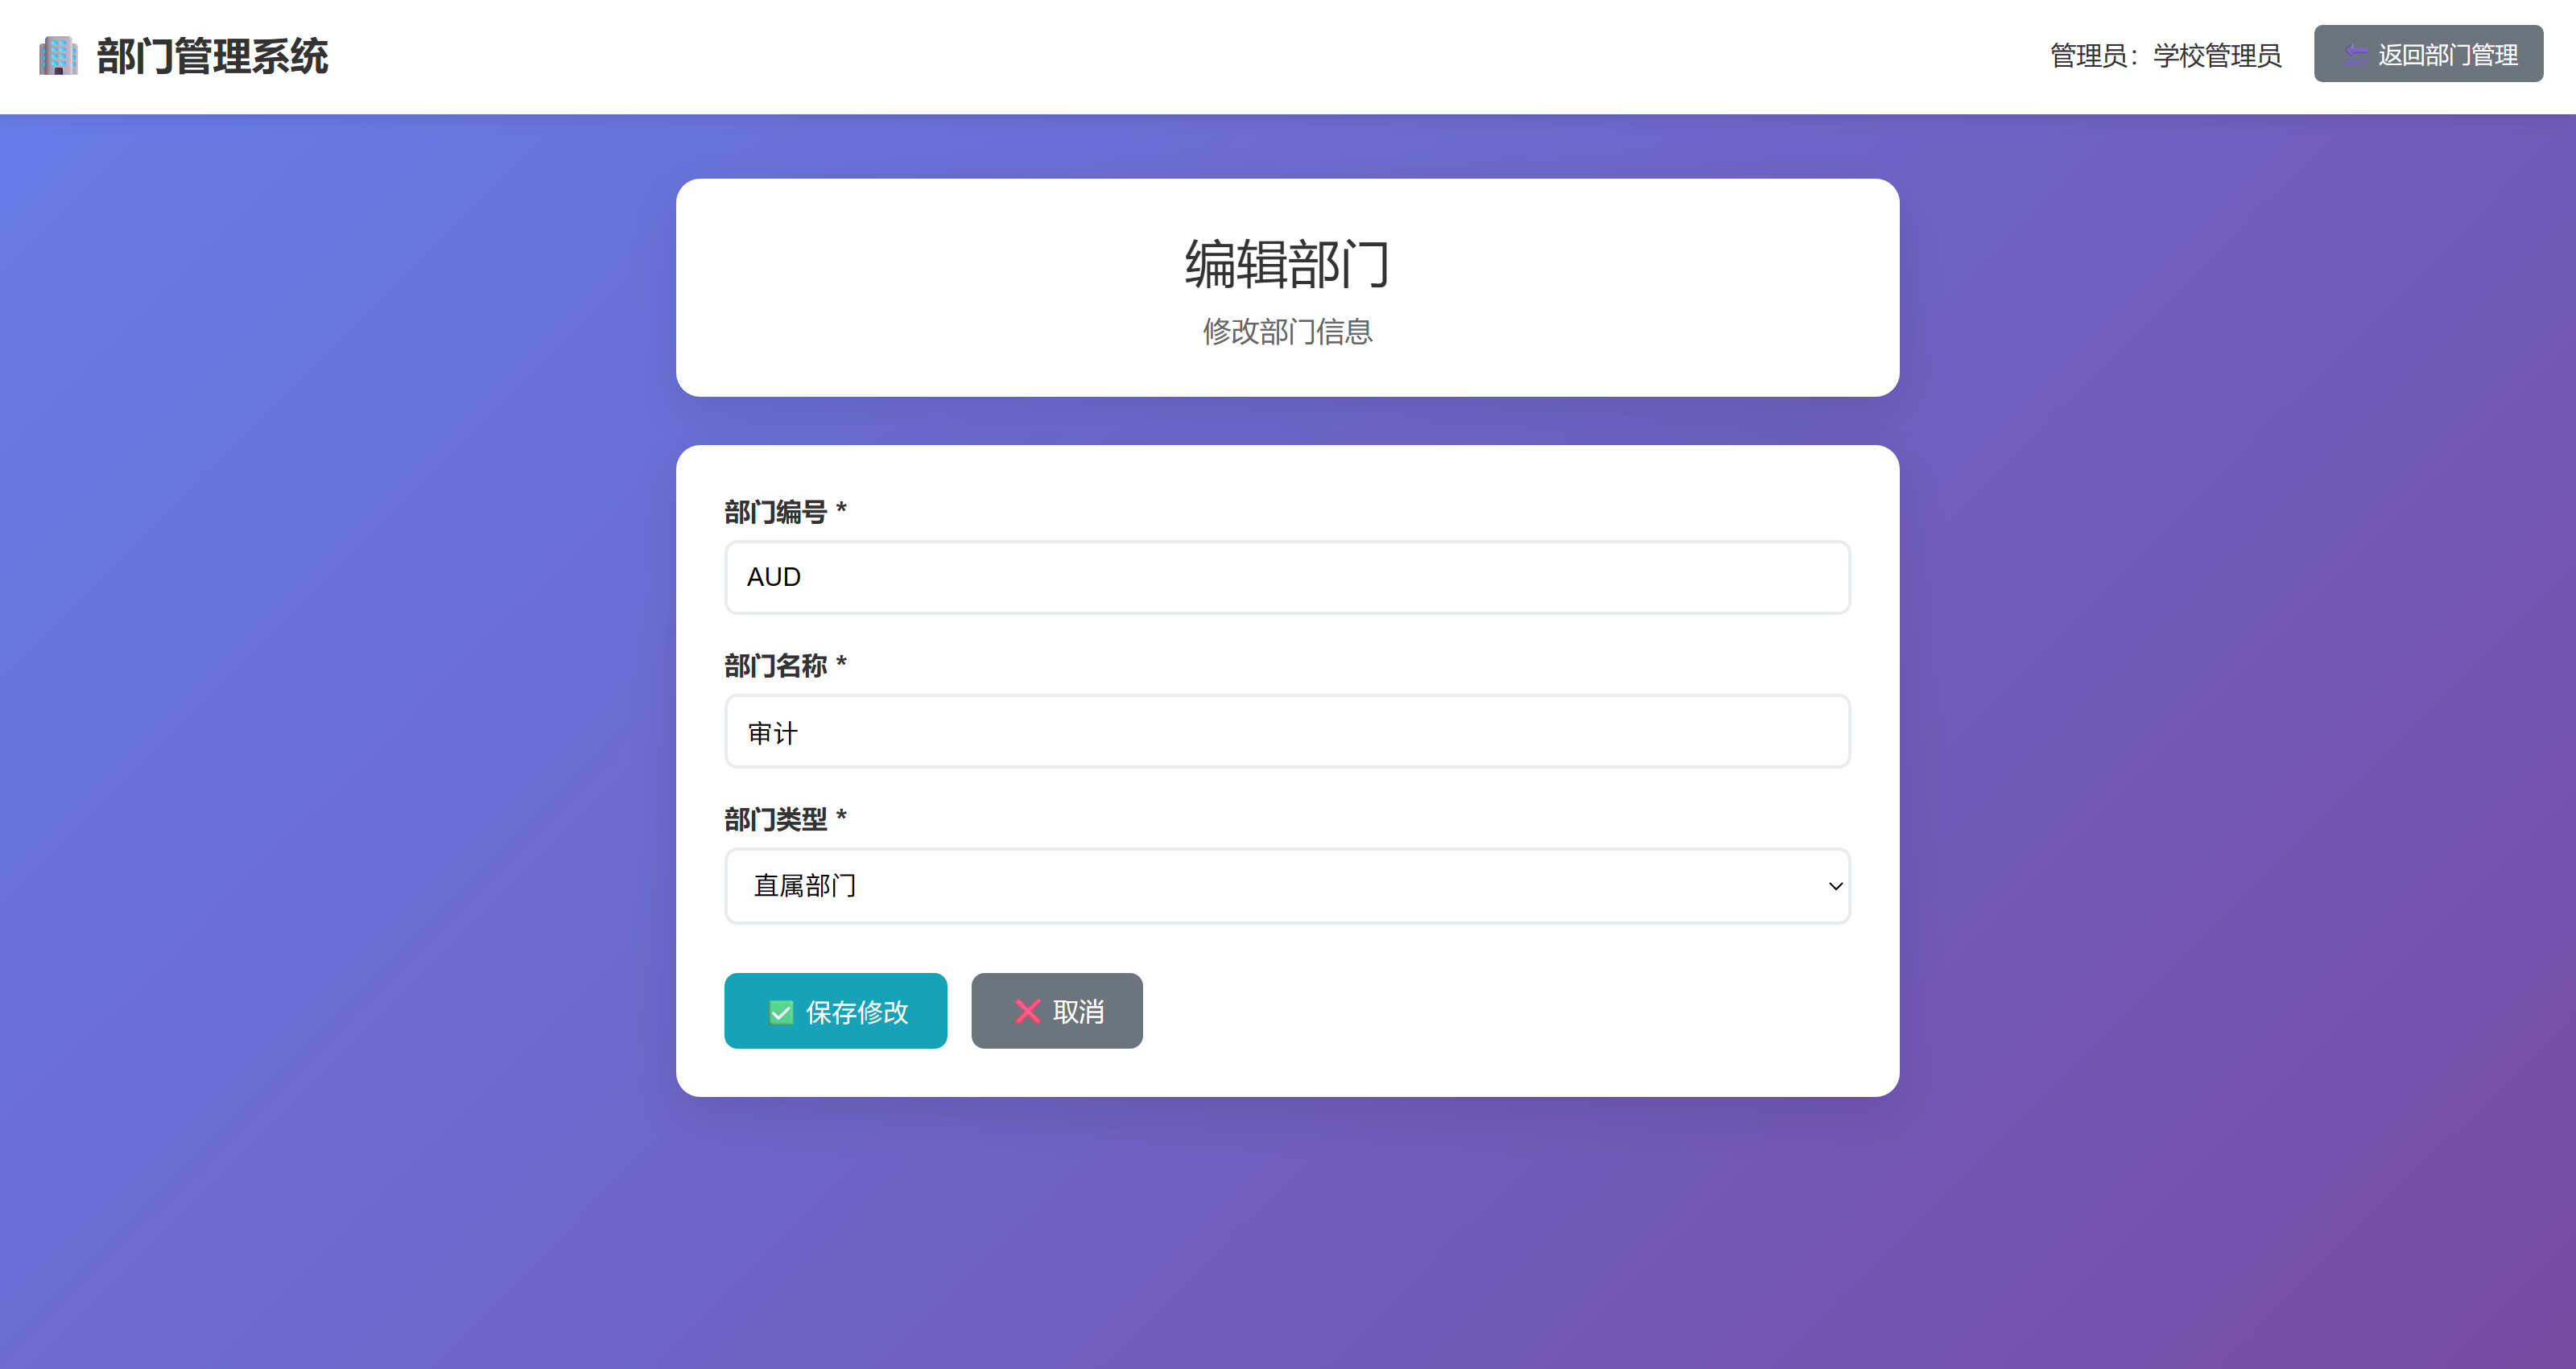 🏢 部门管理系统
管理员：学校管理员
返回部门管理
编辑部门
修改部门信息
部门编号 *
AUD
部门名称 *
审计
部门类型 *
直属部门
✅ 保存修改
❌ 取消